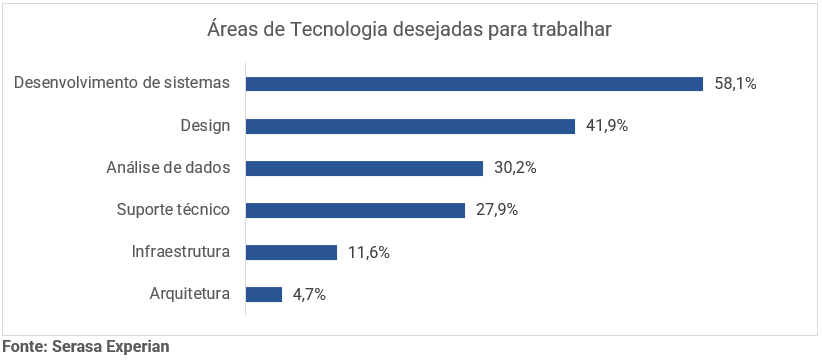 Áreas de Tecnologia desejadas para trabalhar
Desenvolvimento de sistemas 58,1%
Design 41,9%
Análise de dados 30,2%
Suporte técnico 27,9%
Infraestrutura 11,6%
Arquitetura 4,7%
Fonte: Serasa Experian